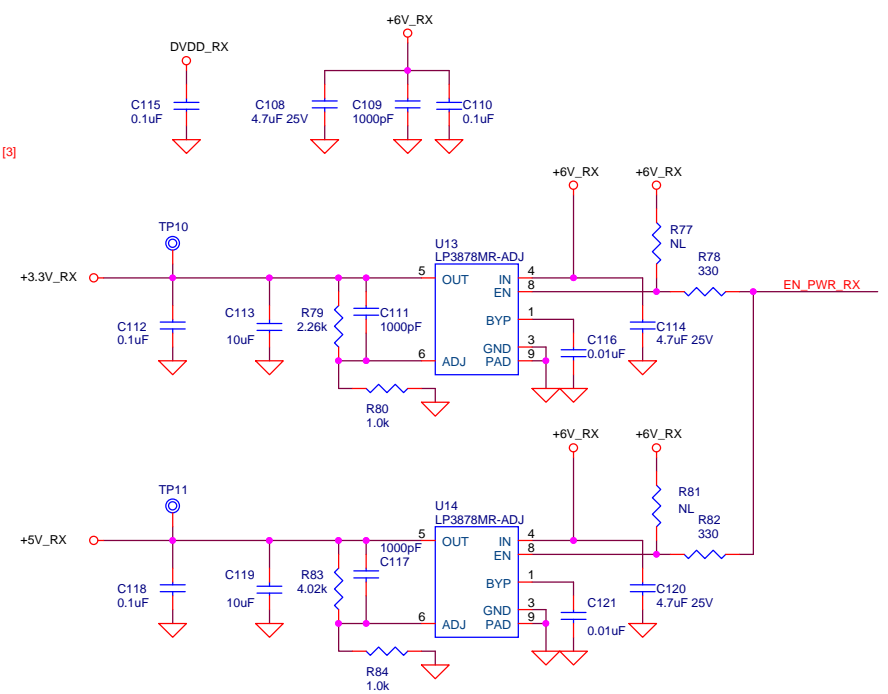 +6V_RX
DVDD_RX
C115
0.1uF
C108
4.7uF 25V
C109
1000pF
C110
0.1uF
[3]
+6V_RX
+6V_RX
TP10
R77
NL
U13
LP3878MR-ADJ
R78
330
+3.3V_RX
5
OUT
IN
4
EN
8
EN_PWR_RX
C112
0.1uF
C113
10uF
R79
2.26k
C111
1000pF
BYP
1
C116
0.01uF
C114
4.7uF 25V
6
ADJ
GND
3
PAD
9
R80
1.0k
+6V_RX
+6V_RX
TP11
R81
NL
U14
LP3878MR-ADJ
R82
330
+5V_RX
5
OUT
IN
4
EN
8
1000pF
C117
C118
0.1uF
C119
10uF
R83
4.02k
BYP
1
C121
0.01uF
C120
4.7uF 25V
6
ADJ
GND
3
PAD
9
R84
1.0k